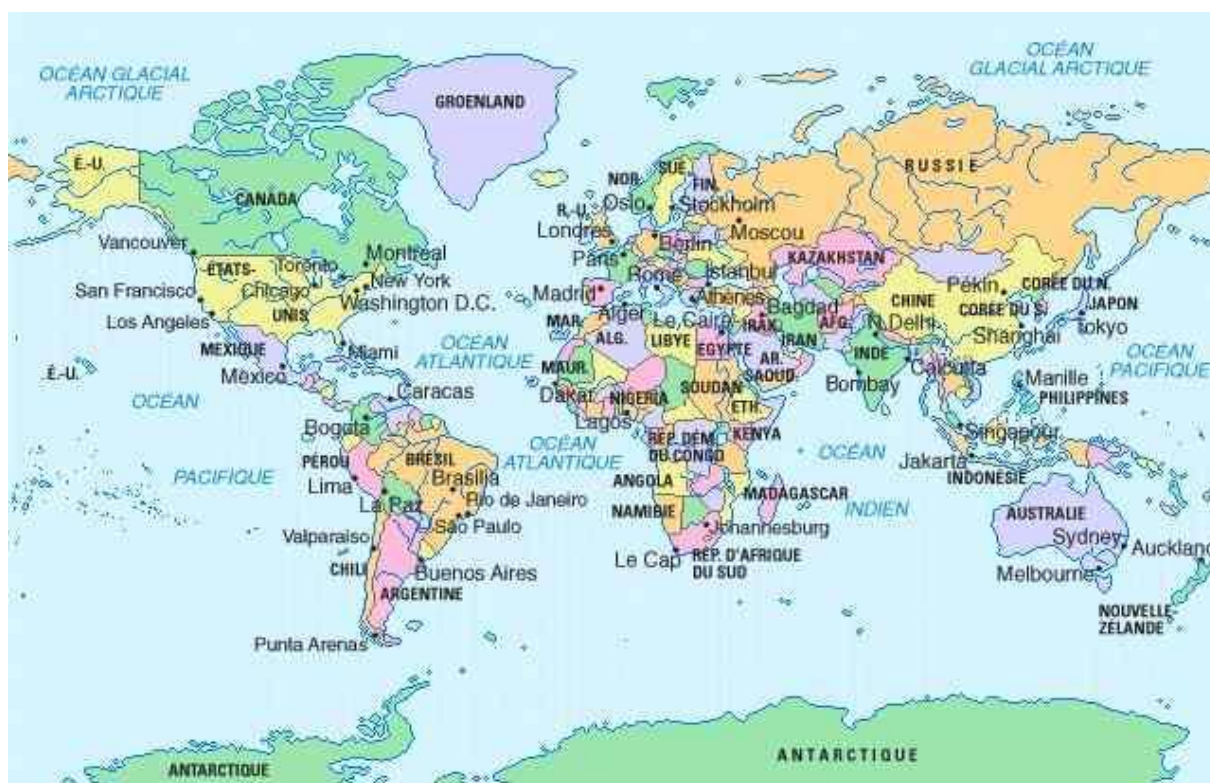 OCÉAN GLACIAL
ARCTIQUE
OCÉAN
GLACIAL ARCTIQUE
GROENLAND
É.-U.
CANADA
RUSSIE
NOR.
SUÈ.
FIN.
Oslo
Stockholm
R.-U.
Londres
Moscou
Berlin
Paris
KAZAKHSTAN
Vancouver
Montreal
Toronto
ÉTATS-
UNIS
Chicago
New York
Washington D.C.
San Francisco
Los Angeles
Rome
Istanbul
Madrid
Athènes
Alger
Le Caire
Bagdad
Pékin
CORÉE DU N.
CHINE
CORÉE DU S.
JAPON
Tokyo
Shanghai
MAR.
ALG.
LIBYE
EGYPTE
IRAK
IRAN
AFG.
N.Delhi
MEXIQUE
México
Miami
OCÉAN
ATLANTIQUE
É.-U.
MAUR.
AR.
SAOUD.
INDE
Calcutta
Bombay
OCÉAN
PACIFIQUE
Manille
PHILIPPINES
Caracas
Dakar
SOUDAN
NIGERIA
ETH.
Lagos
OCÉAN
PACIFIQUE
Bogota
KENYA
RÉP. DÉM.
DU CONGO
OCÉAN
INDIEN
Singapour
Jakarta
INDONÉSIE
OCÉAN
ATLANTIQUE
PÉROU
BRÉSIL
Lima
Brasilia
La Paz
Rio de Janeiro
Sao Paulo
ANGOLA
NAMIBIE
MADAGASCAR
Johannesburg
AUSTRALIE
Sydney
Auckland
Melbourne
Valparaiso
CHILI
Buenos Aires
ARGENTINE
Le Cap
RÉP. D'AFRIQUE
DU SUD
NOUVELLE-
ZÉLANDE
Punta Arenas
ANTARCTIQUE
ANTARCTIQUE